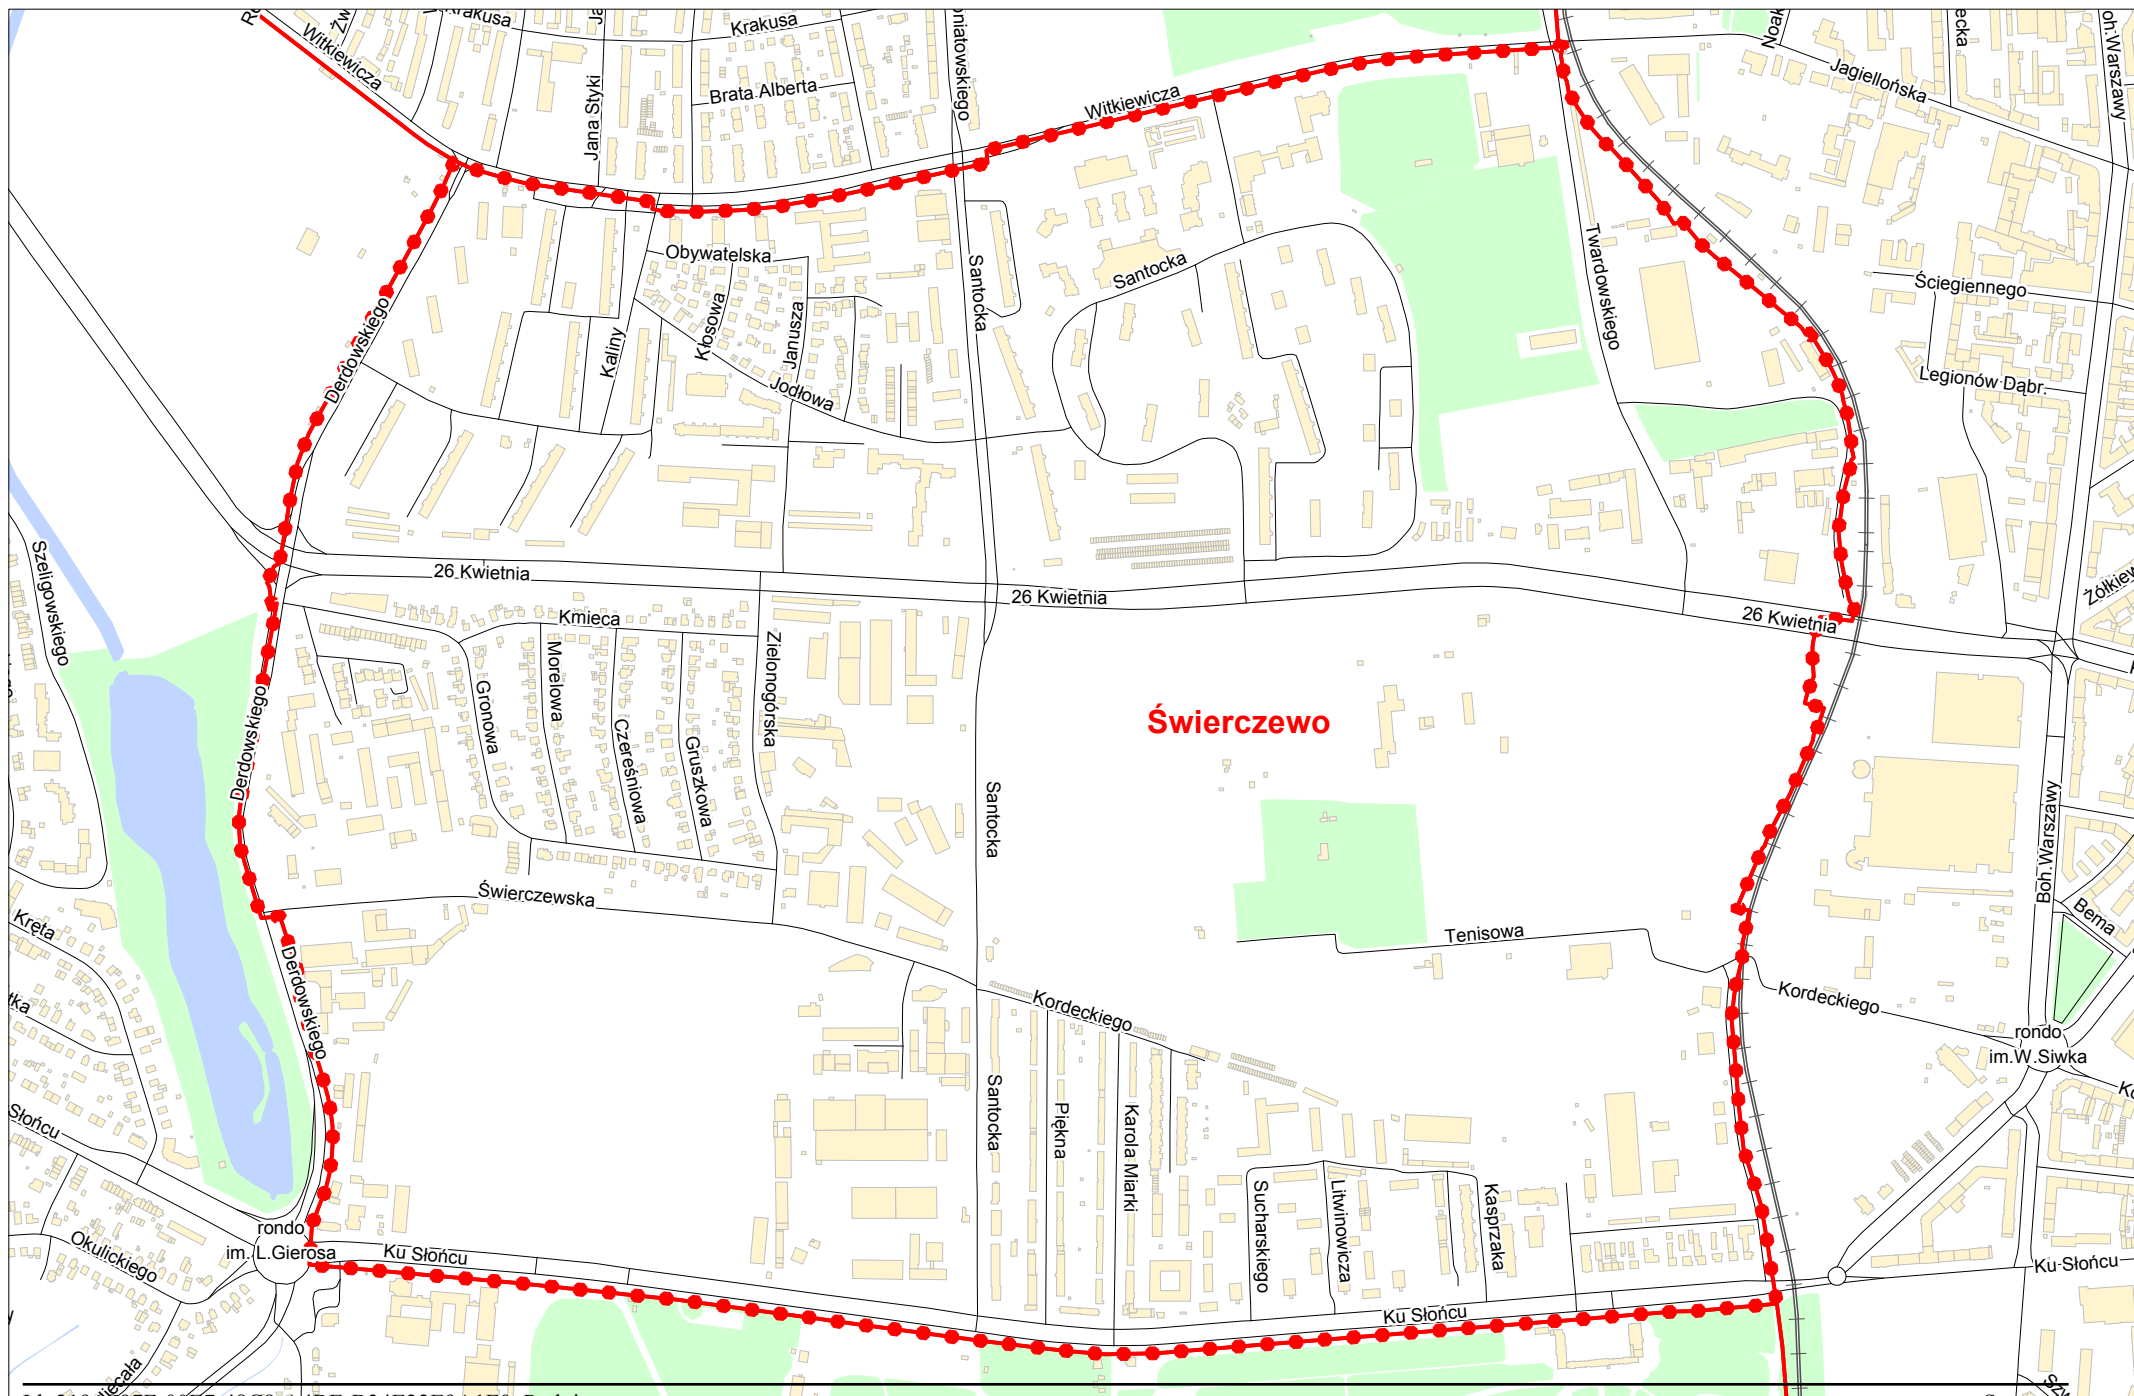 Krakusa
Krakusa
Witkiewicza
Jana Styki
Brata Alberta
Witkiewicza
Jagiellońska
Obywatelska
Kłosowa
Janusza
Jodłowa
Kaliny
Santocka
Santocka
Twardowskiego
Ściegiennego
Legionów Dąbr.
Derdowskiego
Szeligowskiego
26 Kwietnia
26 Kwietnia
26 Kwietnia
Kmieca
Gronowa
Morelowa
Czereśniowa
Gruszkowa
Zielonogórska
Świerczewo
Derdowskiego
Santocka
Boh.Warszawy
Bema
Świerczewska
Tenisowa
Kręta
Derdowskiego
Kordeckiego
Kordeckiego
rondo
im.W.Siwka
Słońcu
Santocka
Piękna
Karola Miarki
Sucharskiego
Litwinowicza
Kasprzaka
rondo
im. L.Gierosa
Okulickiego
Ku Słońcu
Ku Słońcu
Ku Słońcu